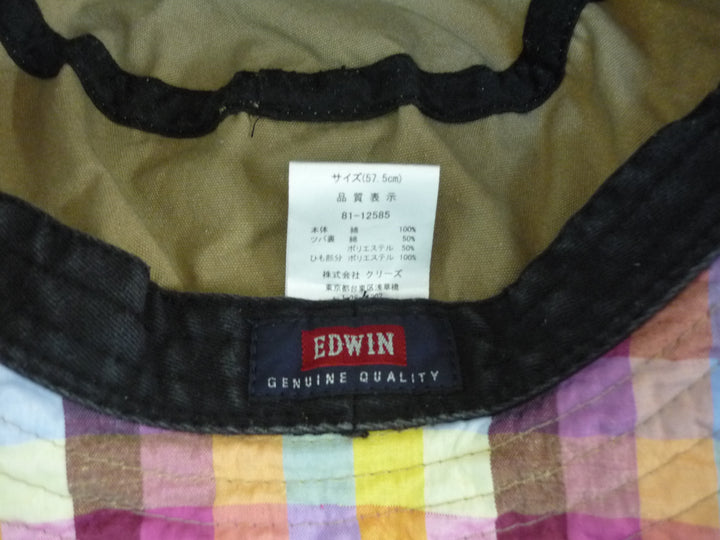 サイズ(57.5cm)
品質表示
81-12585
本体 綿 100%
ツバ裏 綿 50%
ポリエステル 50%
ひも部分 ポリエステル 100%
株式会社 クリーズ
東京都台東区浅草橋
EDWIN
GENUINE QUALITY